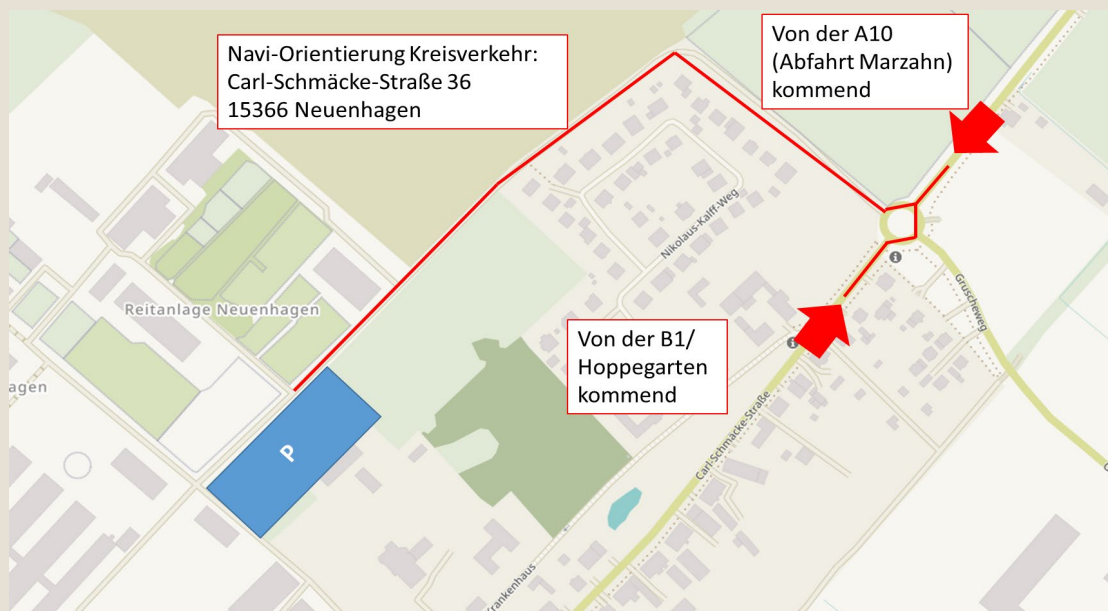 Navi-Orientierung Kreisverkehr:
Carl-Schmäcke-Straße 36
15366 Neuenhagen
Von der A10
(Abfahrt Marzahn)
kommend
Nikolaus-Kalff-Weg
Gruscheweg
Reitanlage Neuenhagen
Von der B1/
Hoppegarten
kommend
agen
Carl-Schmäcke-Straße
P
Krankenhaus